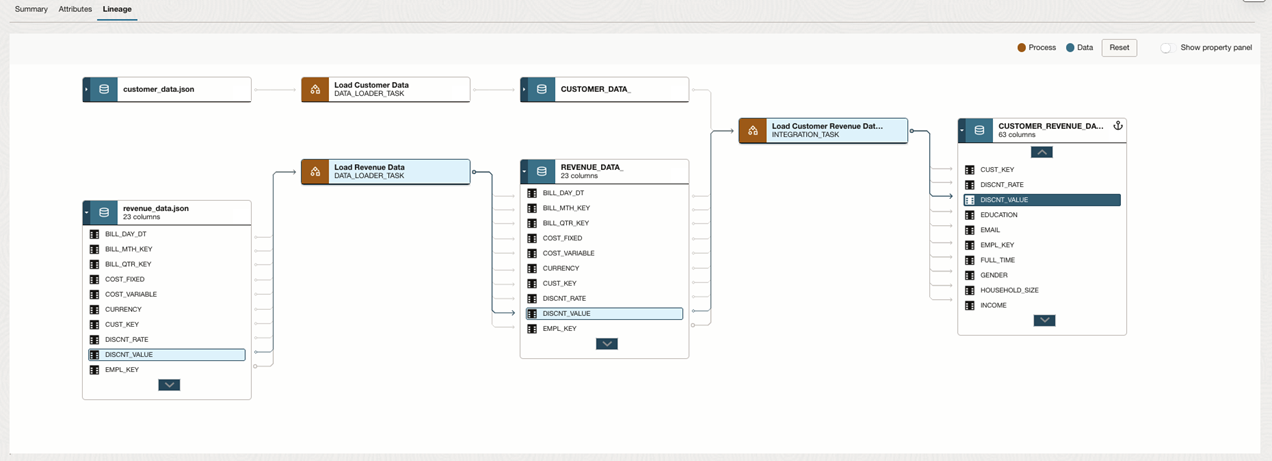 Summary Attributes Lineage
Process Data Reset Show property panel
customer_data.json
Load Customer Data
DATA_LOADER_TASK
CUSTOMER_DATA_
Load Customer Revenue Dat...
INTEGRATION_TASK
CUSTOMER_REVENUE_DA...
63 columns
CUST_KEY
DISCNT_RATE
DISCNT_VALUE
EDUCATION
EMAIL
EMPL_KEY
FULL_TIME
GENDER
HOUSEHOLD_SIZE
INCOME
Load Revenue Data
DATA_LOADER_TASK
REVENUE_DATA_
23 columns
BILL_DAY_DT
BILL_MTH_KEY
BILL_QTR_KEY
COST_FIXED
COST_VARIABLE
CURRENCY
CUST_KEY
DISCNT_RATE
DISCNT_VALUE
EMPL_KEY
revenue_data.json
23 columns
BILL_DAY_DT
BILL_MTH_KEY
BILL_QTR_KEY
COST_FIXED
COST_VARIABLE
CURRENCY
CUST_KEY
DISCNT_RATE
DISCNT_VALUE
EMPL_KEY